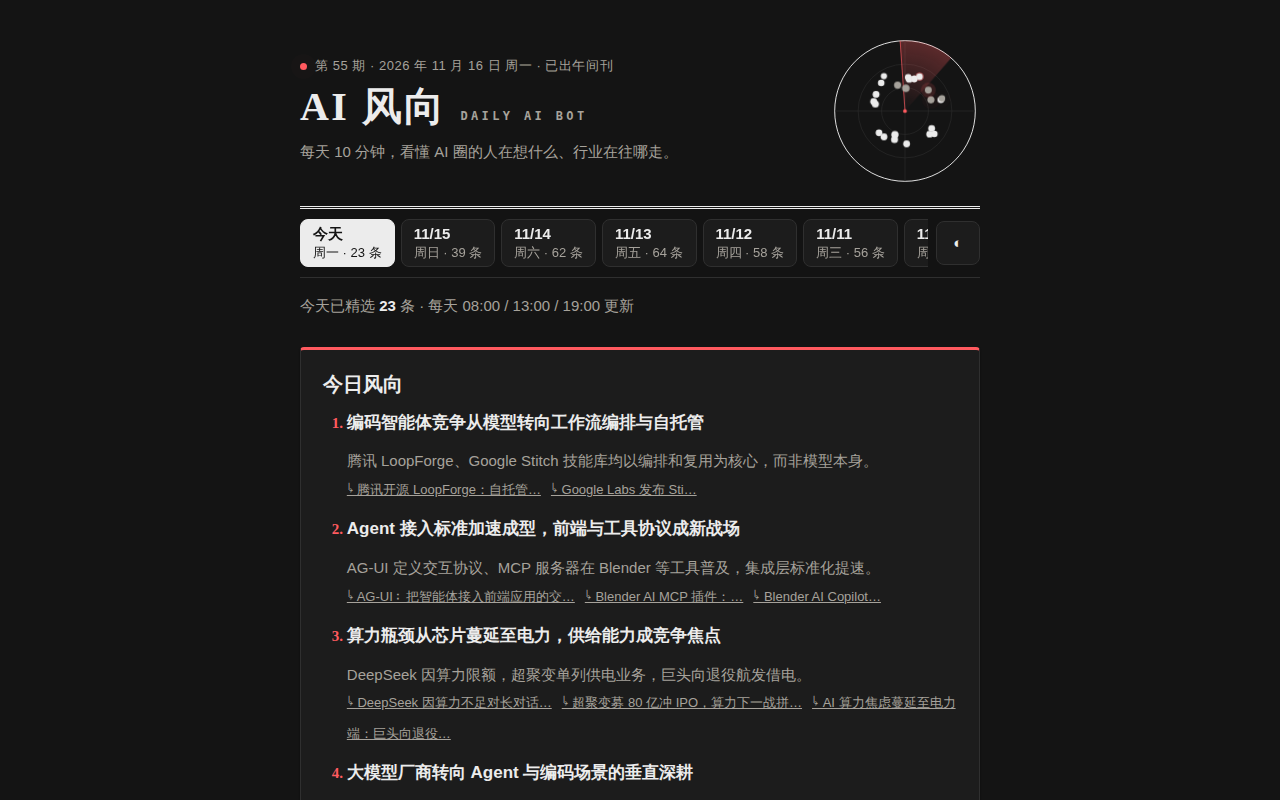 第 55 期 · 2026 年 11 月 16 日 周一 · 已出午间刊
AI 风向 DAILY AI BOT
每天 10 分钟，看懂 AI 圈的人在想什么、行业在往哪走。
今天 11/15 11/14 11/13 11/12 11/11
周一 · 23 条 周日 · 39 条 周六 · 62 条 周五 · 64 条 周四 · 58 条 周三 · 56 条 周
今天已精选 23 条 · 每天 08:00 / 13:00 / 19:00 更新
今日风向
1. 编码智能体竞争从模型转向工作流编排与自托管
腾讯 LoopForge、Google Stitch 技能库均以编排和复用为核心，而非模型本身。
↳ 腾讯开源 LoopForge：自托管… ↳ Google Labs 发布 Sti…
2. Agent 接入标准加速成型，前端与工具协议成新战场
AG-UI 定义交互协议、MCP 服务器在 Blender 等工具普及，集成层标准化提速。
↳ AG-UI：把智能体接入前端应用的交… ↳ Blender AI MCP 插件：… ↳ Blender AI Copilot…
3. 算力瓶颈从芯片蔓延至电力，供给能力成竞争焦点
DeepSeek 因算力限额，超聚变单列供电业务，巨头向退役航发借电。
↳ DeepSeek 因算力不足对长对话… ↳ 超聚变募 80 亿冲 IPO，算力下一战拼… ↳ AI 算力焦虑蔓延至电力
端：巨头向退役…
4. 大模型厂商转向 Agent 与编码场景的垂直深耕